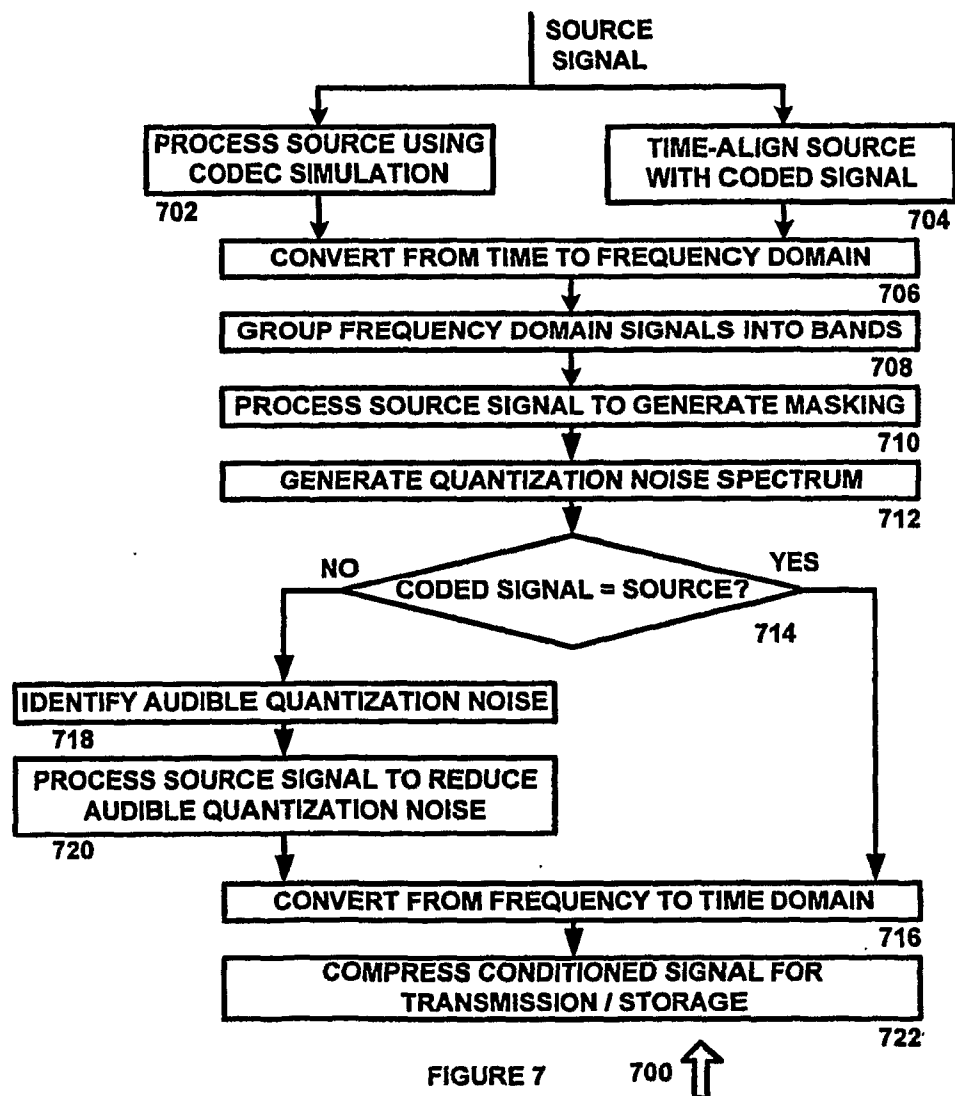 SOURCE
SIGNAL
PROCESS SOURCE USING
CODEC SIMULATION
702
TIME-ALIGN SOURCE
WITH CODED SIGNAL
704
CONVERT FROM TIME TO FREQUENCY DOMAIN
706
GROUP FREQUENCY DOMAIN SIGNALS INTO BANDS
708
PROCESS SOURCE SIGNAL TO GENERATE MASKING
710
GENERATE QUANTIZATION NOISE SPECTRUM
712
NO
YES
CODED SIGNAL = SOURCE?
714
IDENTIFY AUDIBLE QUANTIZATION NOISE
718
PROCESS SOURCE SIGNAL TO REDUCE
AUDIBLE QUANTIZATION NOISE
720
CONVERT FROM FREQUENCY TO TIME DOMAIN
716
COMPRESS CONDITIONED SIGNAL FOR
TRANSMISSION / STORAGE
722
FIGURE 7
700